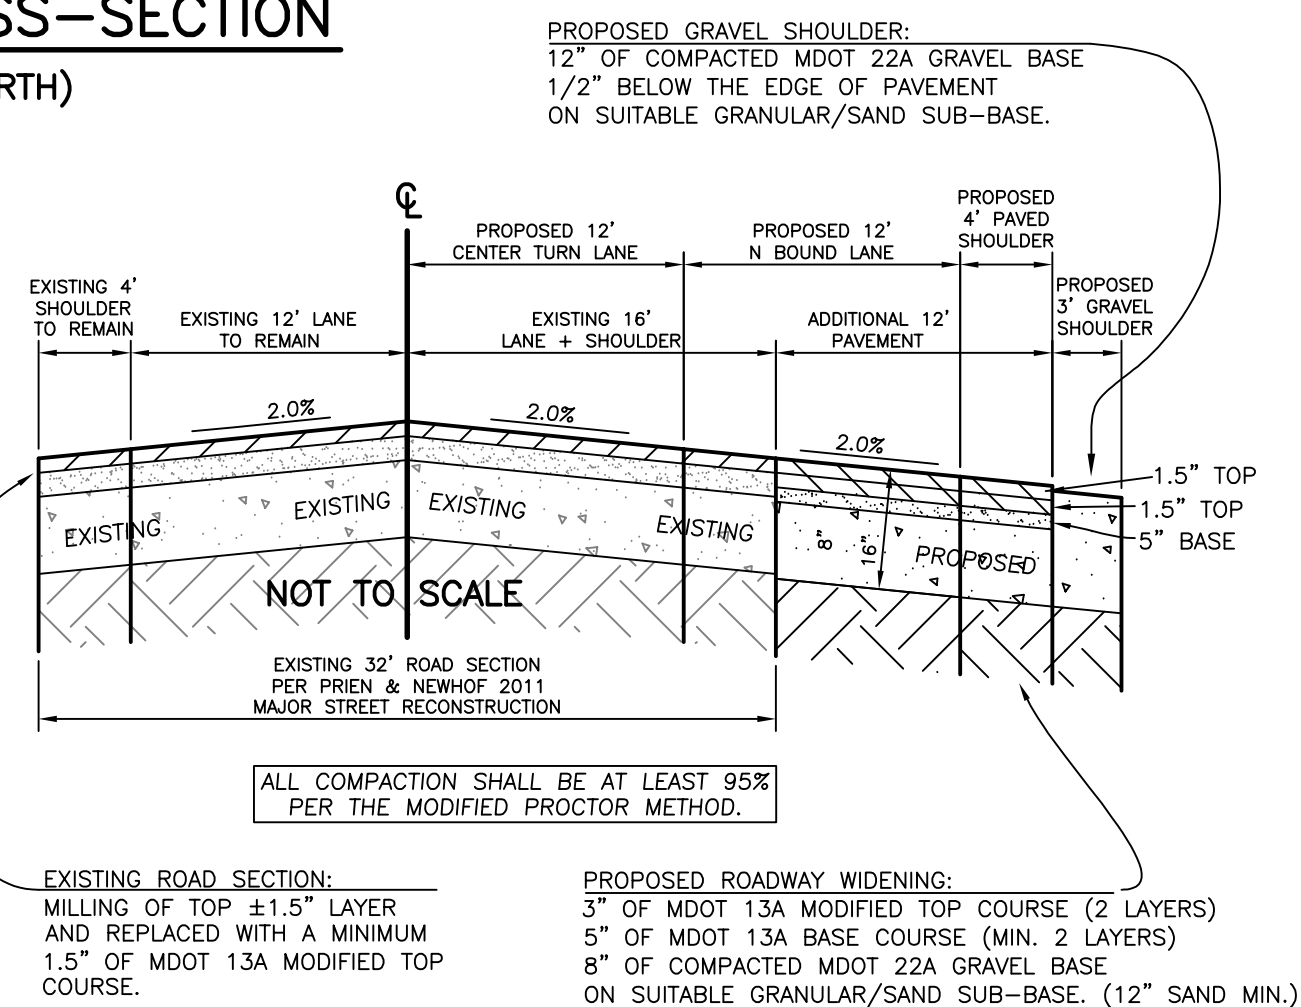 SS-SECTION
RTH)
PROPOSED GRAVEL SHOULDER:
12" OF COMPACTED MDOT 22A GRAVEL BASE
1/2" BELOW THE EDGE OF PAVEMENT
ON SUITABLE GRANULAR/SAND SUB-BASE.
℄
PROPOSED 12'
CENTER TURN LANE
PROPOSED 12'
N BOUND LANE
PROPOSED
4' PAVED
SHOULDER
EXISTING 4'
SHOULDER
TO REMAIN
EXISTING 12' LANE
TO REMAIN
EXISTING 16'
LANE + SHOULDER
ADDITIONAL 12'
PAVEMENT
PROPOSED
3' GRAVEL
SHOULDER
2.0%
2.0%
2.0%
1.5" TOP
1.5" TOP
5" BASE
EXISTING
EXISTING
EXISTING
EXISTING
8"
16"
PROPOSED
NOT TO SCALE
EXISTING 32' ROAD SECTION
PER PRIEN & NEWHOF 2011
MAJOR STREET RECONSTRUCTION
ALL COMPACTION SHALL BE AT LEAST 95%
PER THE MODIFIED PROCTOR METHOD.
EXISTING ROAD SECTION:
MILLING OF TOP ±1.5" LAYER
AND REPLACED WITH A MINIMUM
1.5" OF MDOT 13A MODIFIED TOP
COURSE.
PROPOSED ROADWAY WIDENING:
3" OF MDOT 13A MODIFIED TOP COURSE (2 LAYERS)
5" OF MDOT 13A BASE COURSE (MIN. 2 LAYERS)
8" OF COMPACTED MDOT 22A GRAVEL BASE
ON SUITABLE GRANULAR/SAND SUB-BASE. (12" SAND MIN.)